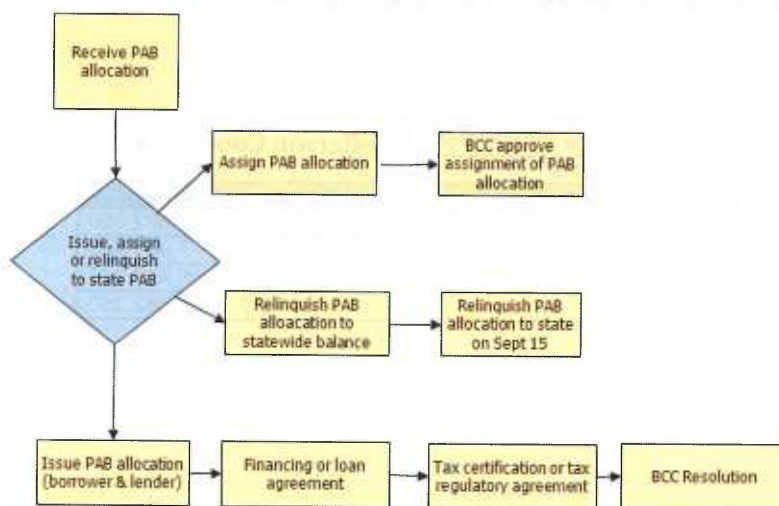 Receive PAB
allocation
Assign PAB allocation
BCC approve
assignment of PAB
allocation
Issue, assign
or relinquish
to state PAB
Relinquish PAB
alloacation to
statewide balance
Relinquish PAB
allocation to state
on Sept 15
Issue PAB allocation
(borrower & lender)
Financing or loan
agreement
Tax certification or tax
regulatory agreement
BCC Resolution